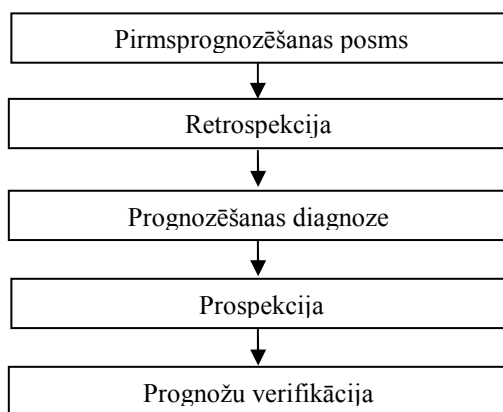 Pirmsprognozēšanas posms
Retrospekcija
Prognozēšanas diagnoze
Prospekcija
Prognožu verifikācija